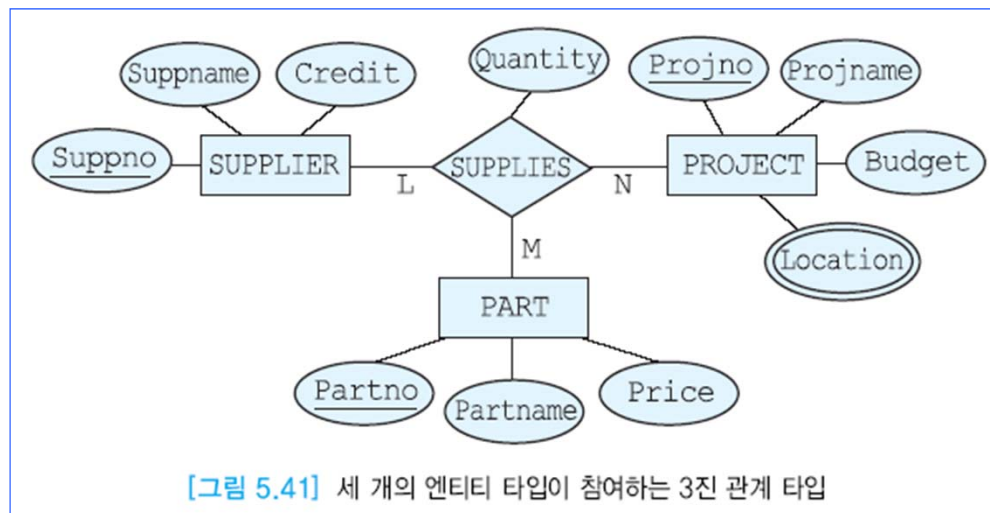 Suppname
Credit
Quantity
Projno
Projname
Suppno
SUPPLIER
L
SUPPLIES
N
PROJECT
Budget
M
Location
PART
Partno
Partname
Price
[그림 5.41] 세 개의 엔티티 타입이 참여하는 3진 관계 타입